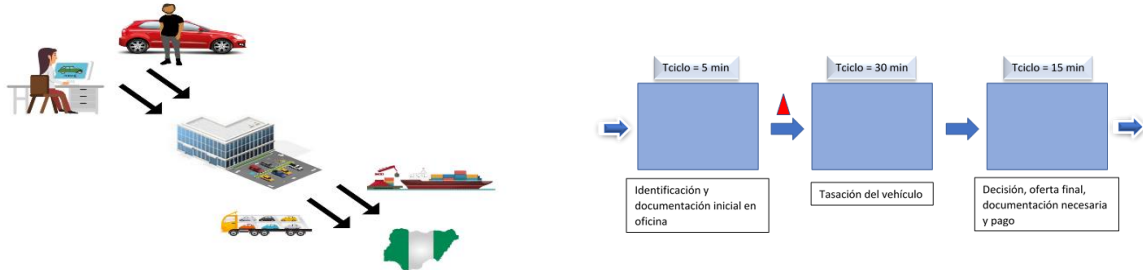 Tciclo = 5 min
Tciclo = 30 min
Tciclo = 15 min
Identificación y
documentación inicial en
oficina
Tasación del vehículo
Decisión, oferta final,
documentación necesaria
y pago